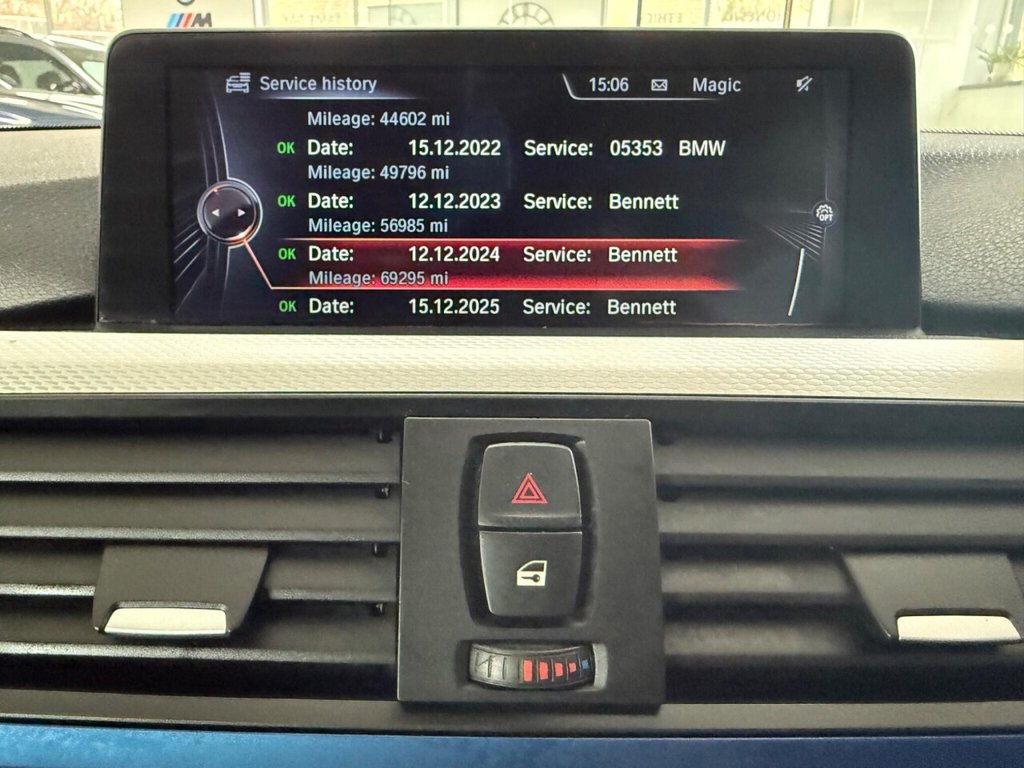 M
Service history 15:06 Magic
Mileage: 44602 mi
OK Date: 15.12.2022 Service: 05353 BMW
Mileage: 49796 mi
OK Date: 12.12.2023 Service: Bennett
Mileage: 56985 mi
OK Date: 12.12.2024 Service: Bennett
Mileage: 69295 mi
OK Date: 15.12.2025 Service: Bennett
OPT